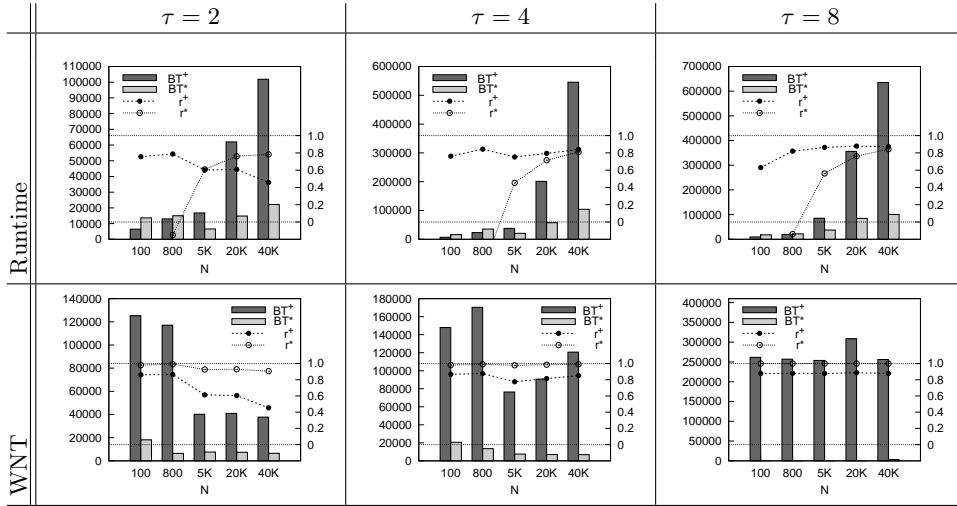 τ = 2 τ = 4 τ = 8
Runtime
110000
100000
90000
80000
70000
60000
50000
40000
30000
20000
10000
0
BT+
BT*
r+
r*
1.0
0.8
0.6
0.4
0.2
0
100 800 5K 20K 40K
N
600000
500000
400000
300000
200000
100000
0
BT+
BT*
r+
r*
1.0
0.8
0.6
0.4
0.2
0
100 800 5K 20K 40K
N
700000
600000
500000
400000
300000
200000
100000
0
BT+
BT*
r+
r*
1.0
0.8
0.6
0.4
0.2
0
100 800 5K 20K 40K
N
WNT
140000
120000
100000
80000
60000
40000
20000
0
BT+
BT*
r+
r*
1.0
0.8
0.6
0.4
0.2
0
100 800 5K 20K 40K
N
180000
160000
140000
120000
100000
80000
60000
40000
20000
0
BT+
BT*
r+
r*
1.0
0.8
0.6
0.4
0.2
0
100 800 5K 20K 40K
N
400000
350000
300000
250000
200000
150000
100000
50000
0
BT+
BT*
r+
r*
1.0
0.8
0.6
0.4
0.2
0
100 800 5K 20K 40K
N